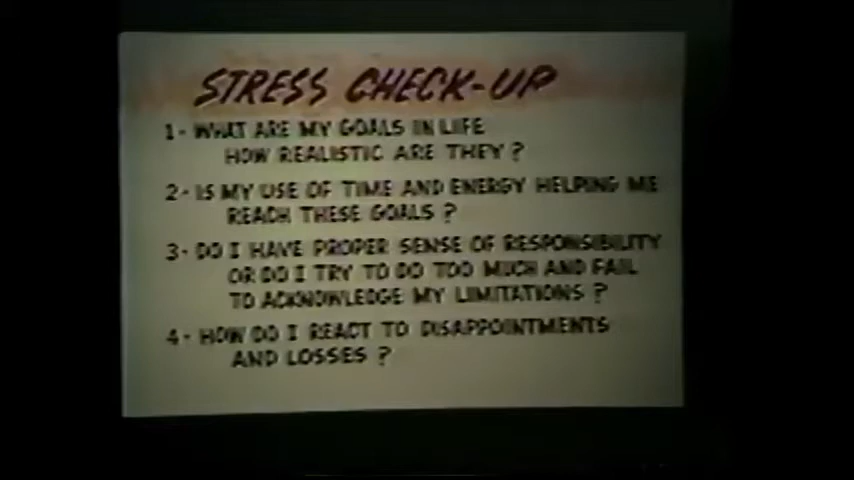 STRESS CHECK-UP
1- WHAT ARE MY GOALS IN LIFE
HOW REALISTIC ARE THEY?
2- IS MY USE OF TIME AND ENERGY HELPING ME
REACH THESE GOALS?
3- DO I HAVE PROPER SENSE OF RESPONSIBILITY
OR DO I TRY TO DO TOO MUCH AND FAIL
TO ACKNOWLEDGE MY LIMITATIONS?
4- HOW DO I REACT TO DISAPPOINTMENTS
AND LOSSES?